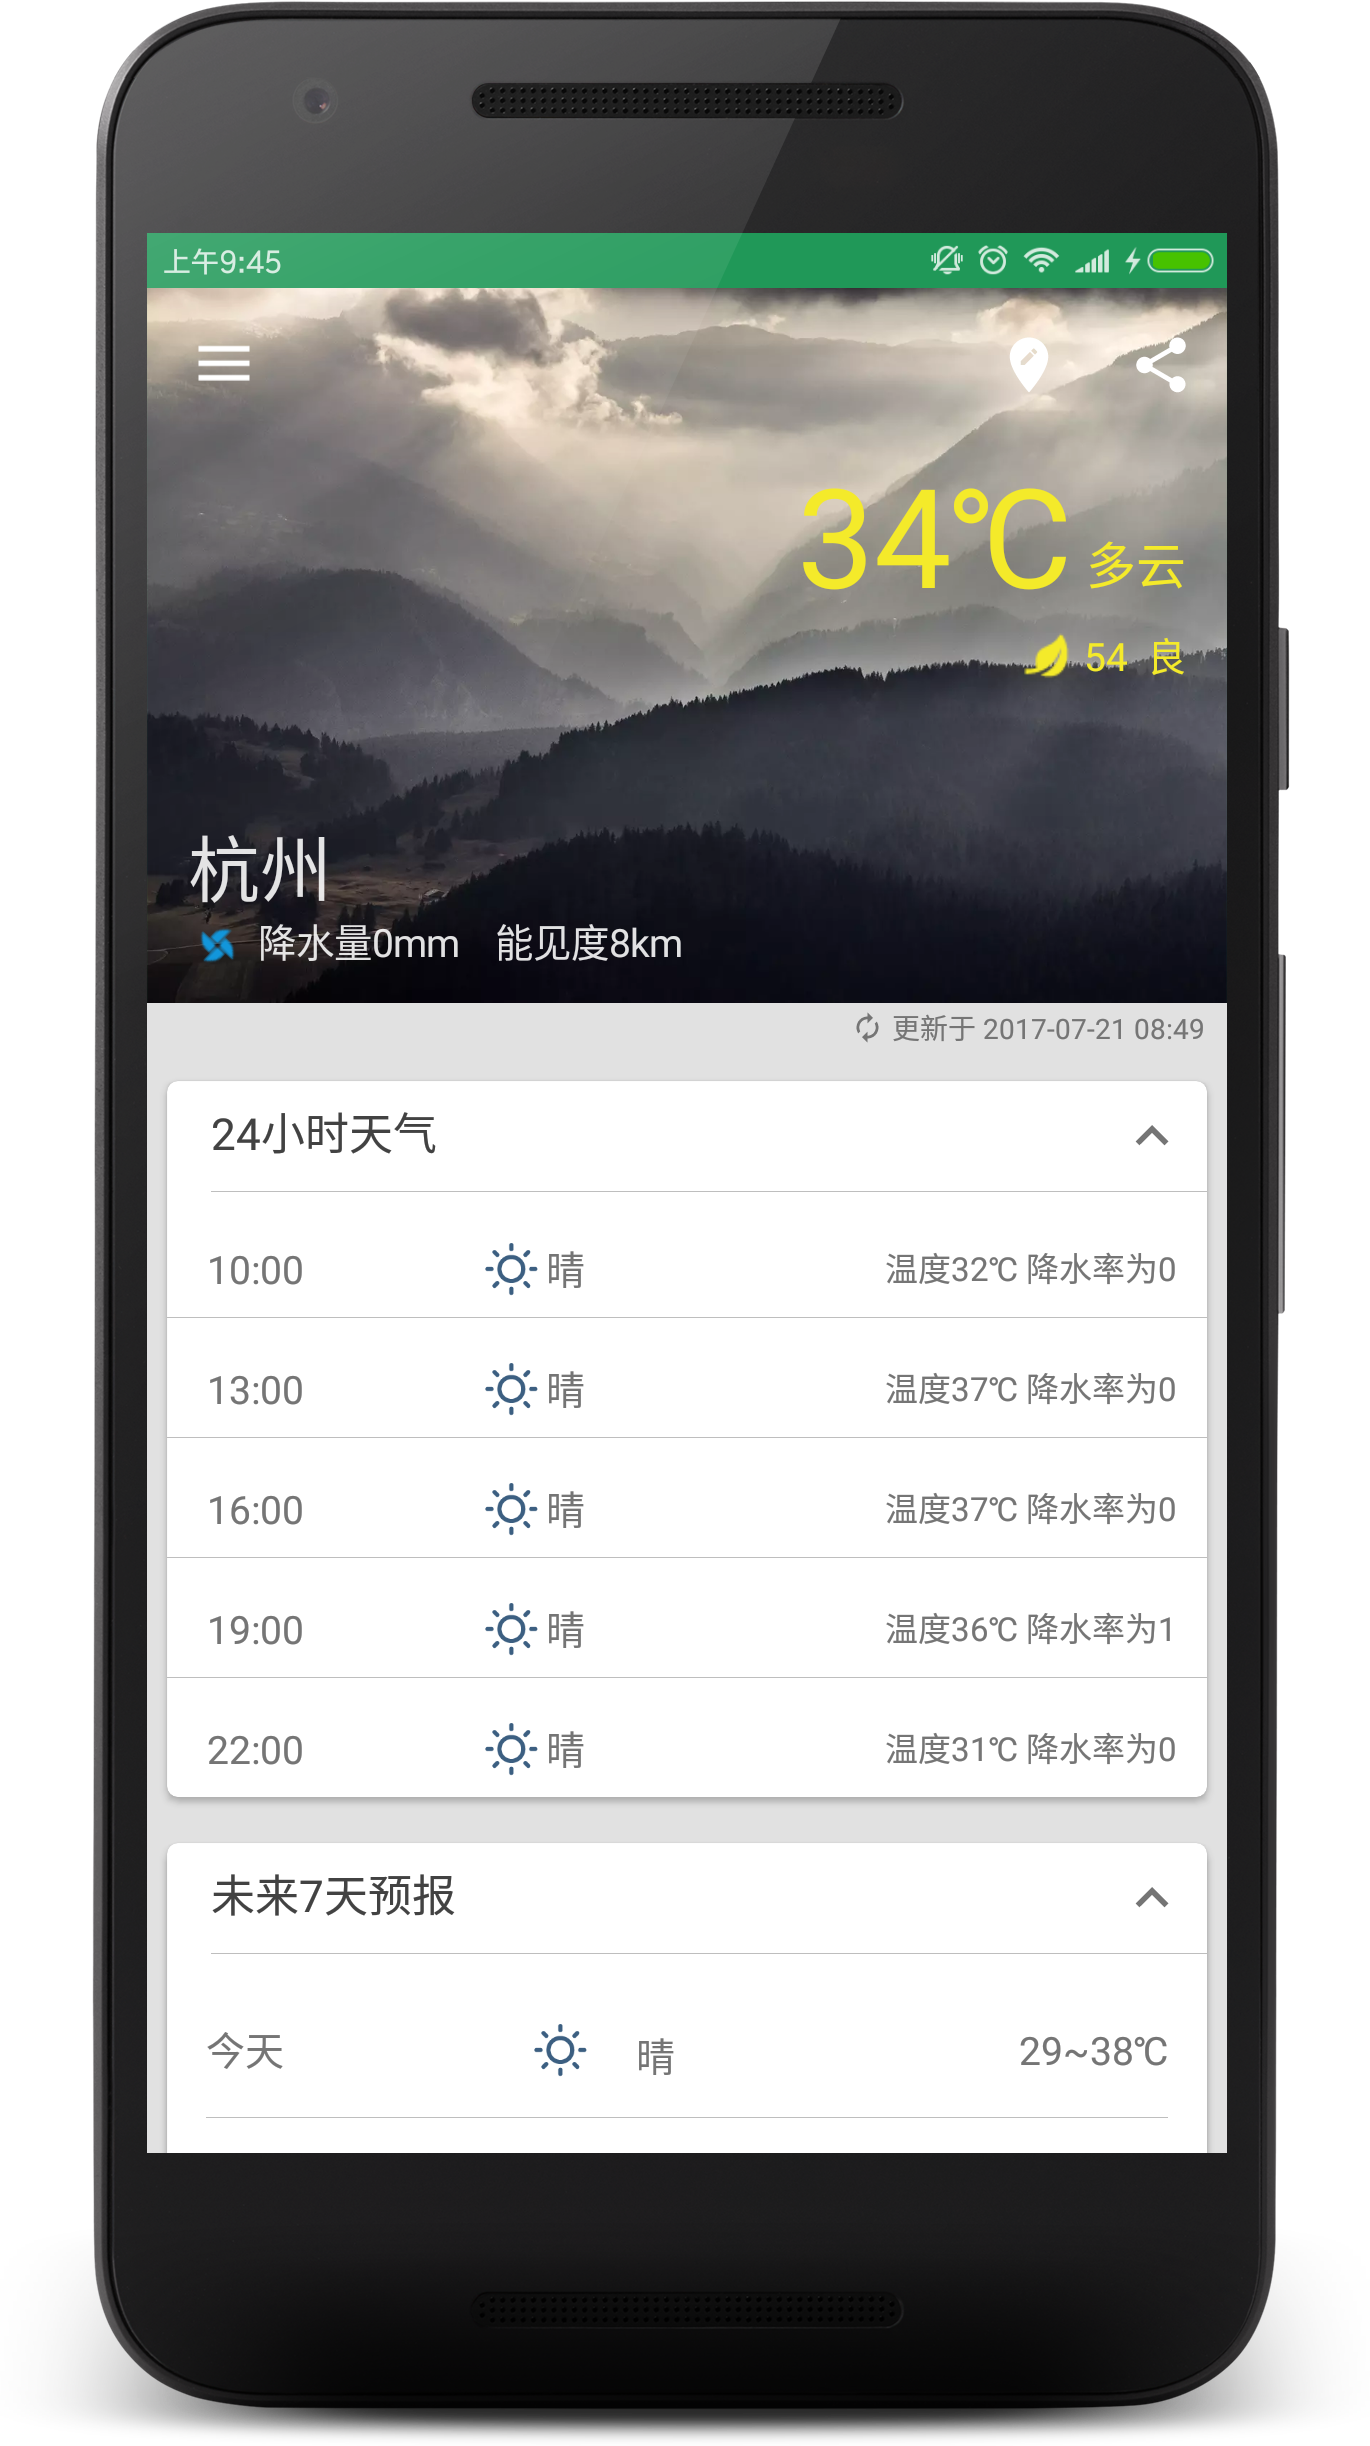 上午9:45
34℃ 多云
54 良
杭州
降水量0mm 能见度8km
更新于 2017-07-21 08:49
24小时天气
10:00 晴 温度32℃ 降水率为0
13:00 晴 温度37℃ 降水率为0
16:00 晴 温度37℃ 降水率为0
19:00 晴 温度36℃ 降水率为1
22:00 晴 温度31℃ 降水率为0
未来7天预报
今天 晴 29~38℃